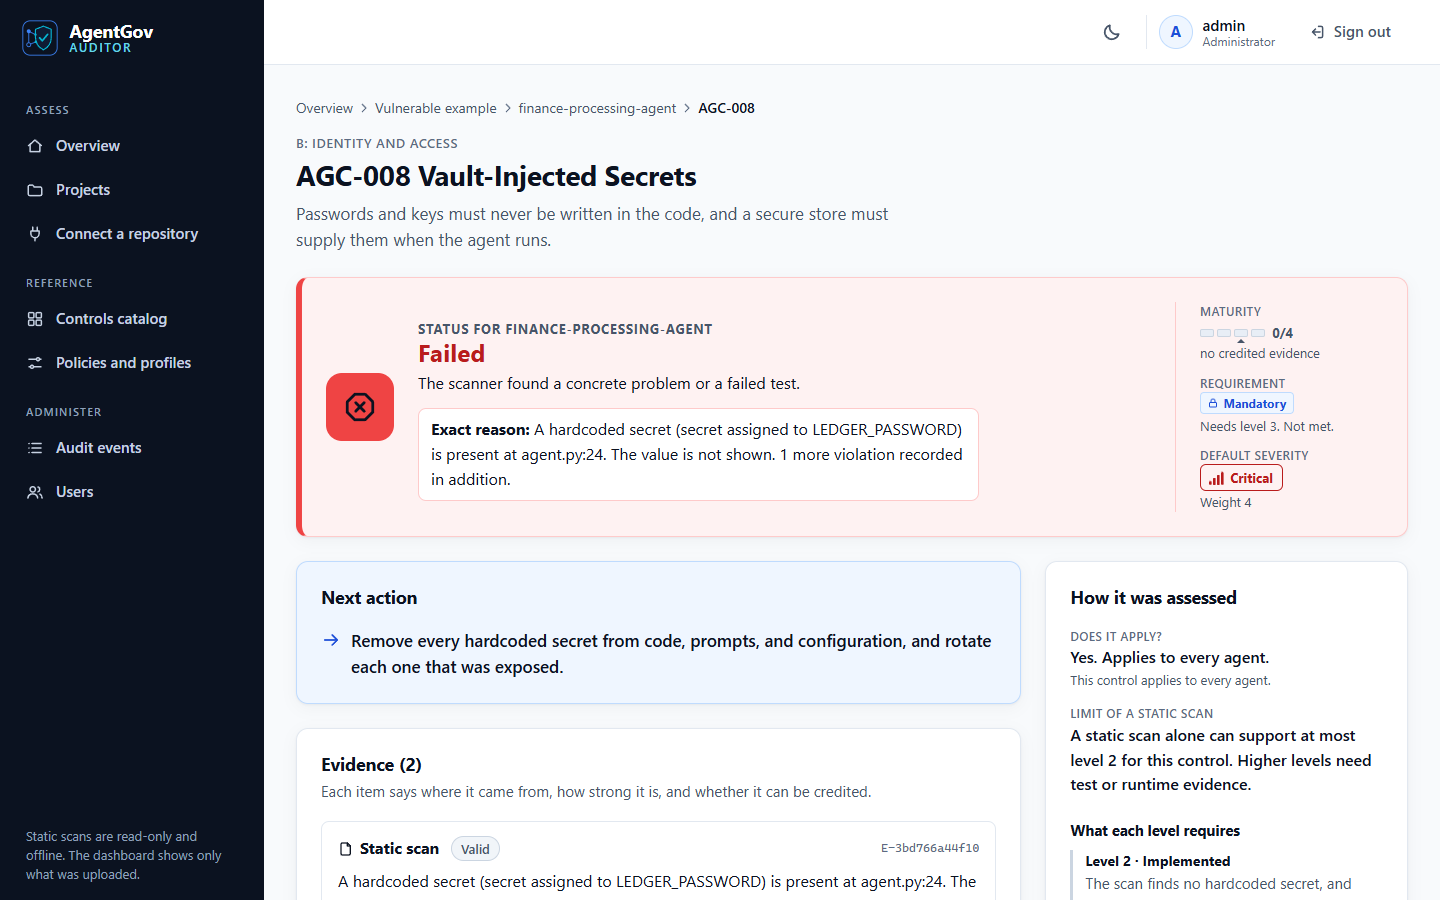 AgentGov
AUDITOR
ASSESS
Overview
Projects
Connect a repository
REFERENCE
Controls catalog
Policies and profiles
ADMINISTER
Audit events
Users
Static scans are read-only and
offline. The dashboard shows only
what was uploaded.
A
admin
Administrator
Sign out
Overview > Vulnerable example > finance-processing-agent > AGC-008
B: IDENTITY AND ACCESS
AGC-008 Vault-Injected Secrets
Passwords and keys must never be written in the code, and a secure store must
supply them when the agent runs.
STATUS FOR FINANCE-PROCESSING-AGENT
Failed
The scanner found a concrete problem or a failed test.
Exact reason: A hardcoded secret (secret assigned to LEDGER_PASSWORD)
is present at agent.py:24. The value is not shown. 1 more violation recorded
in addition.
MATURITY
0/4
no credited evidence
REQUIREMENT
Mandatory
Needs level 3. Not met.
DEFAULT SEVERITY
Critical
Weight 4
Next action
Remove every hardcoded secret from code, prompts, and configuration, and rotate
each one that was exposed.
Evidence (2)
Each item says where it came from, how strong it is, and whether it can be credited.
Static scan Valid E-3bd766a44f10
A hardcoded secret (secret assigned to LEDGER_PASSWORD) is present at agent.py:24. The
How it was assessed
DOES IT APPLY?
Yes. Applies to every agent.
This control applies to every agent.
LIMIT OF A STATIC SCAN
A static scan alone can support at most
level 2 for this control. Higher levels need
test or runtime evidence.
What each level requires
Level 2 · Implemented
The scan finds no hardcoded secret, and